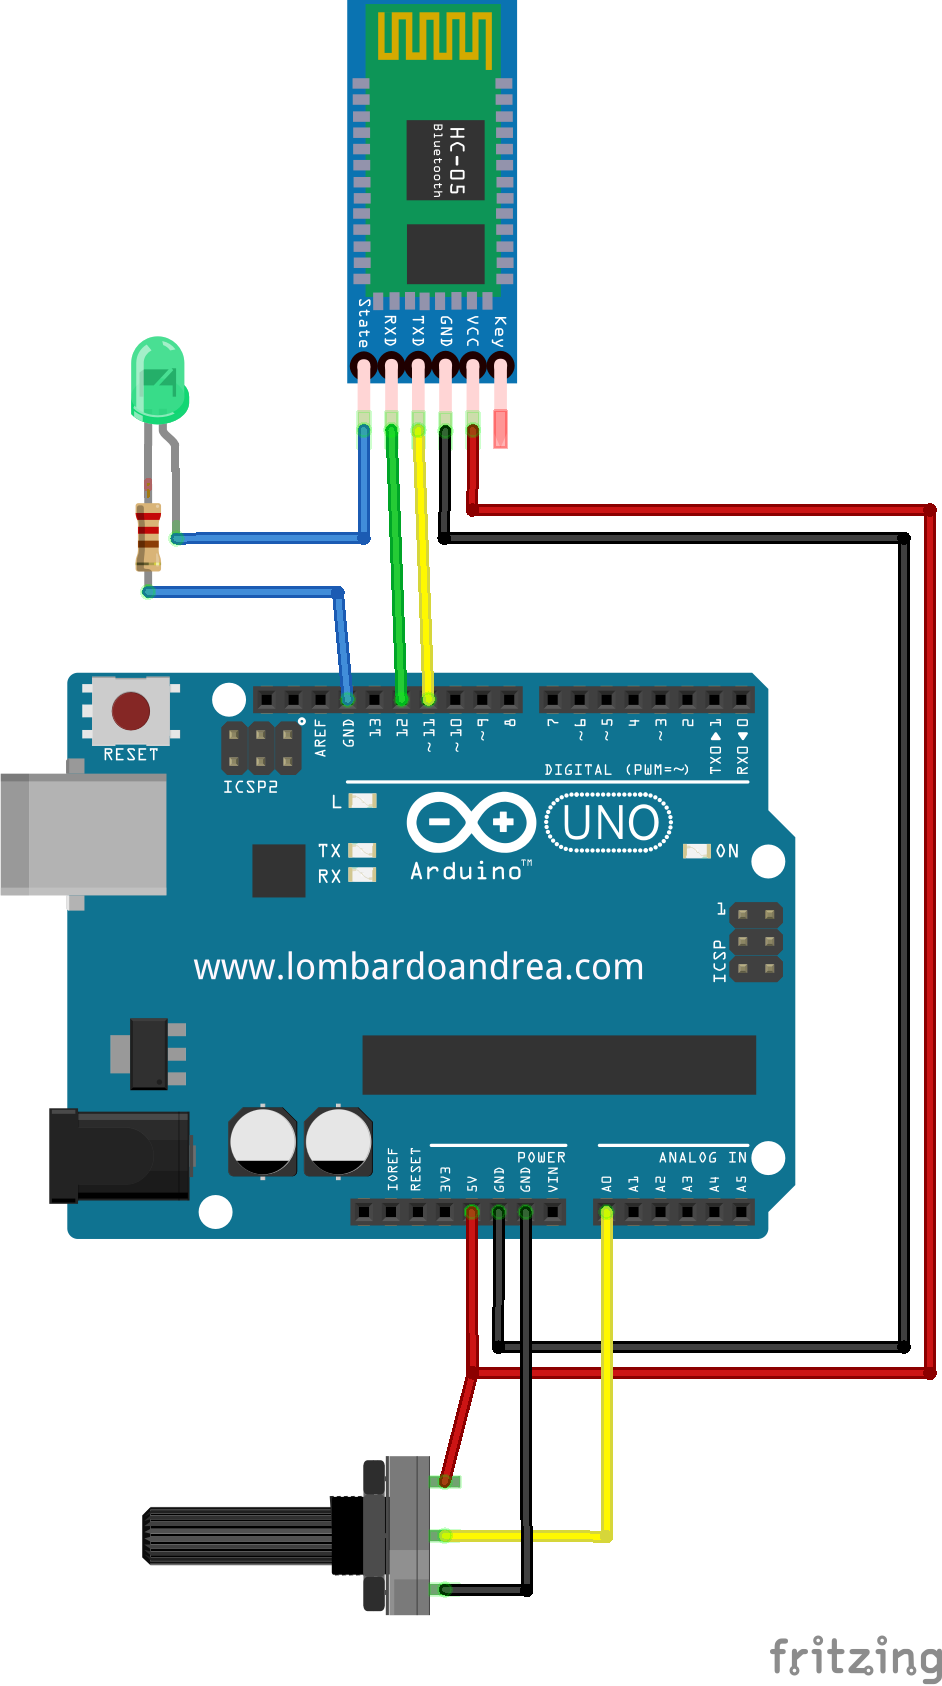 HC-05
Bluetooth
State
RXD
TXD
GND
VCC
Key
RESET
ICSP2
AREF
GND
13
12
~11
~10
~9
8
7
~6
~5
4
~3
2
TX0▶1
RX0◀0
DIGITAL (PWM=~)
L
TX
RX
Arduino™
UNO
ON
1
ICSP
www.lombardoandrea.com
POWER
ANALOG IN
IOREF
RESET
3V3
5V
GND
GND
VIN
A0
A1
A2
A3
A4
A5
fritzing